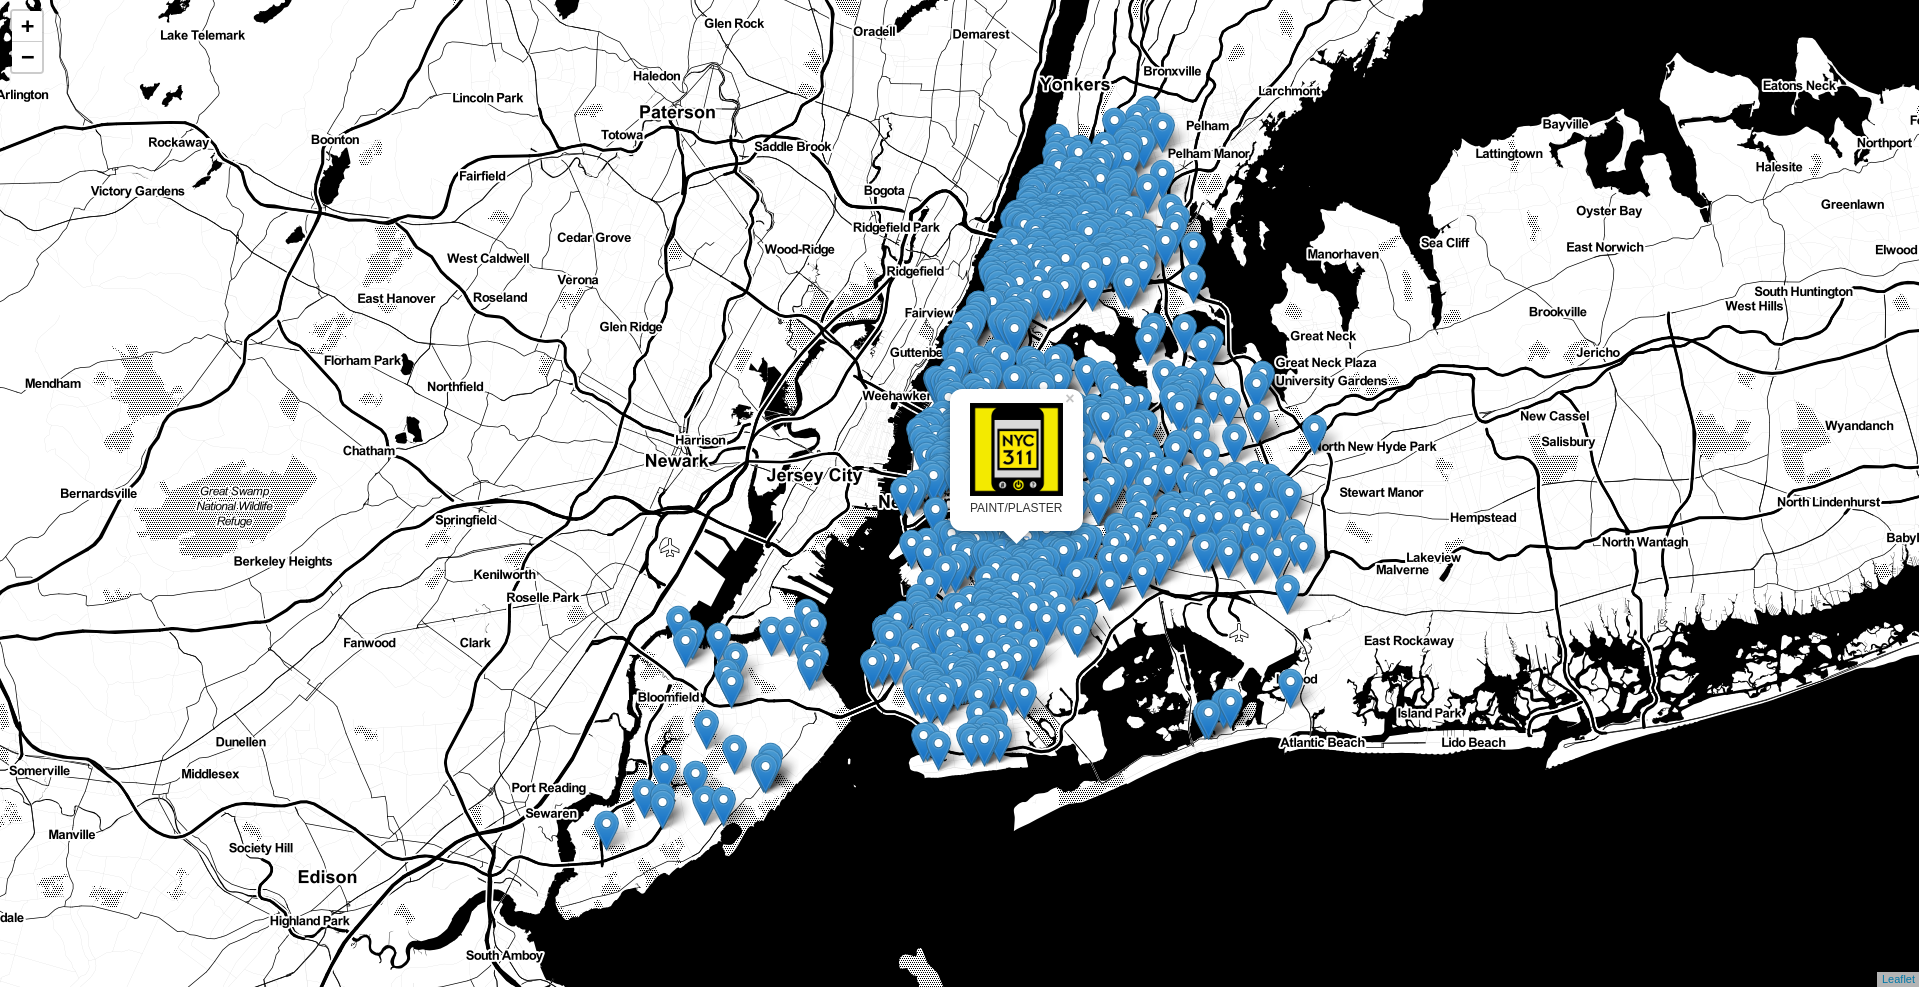 +
−
Glen Rock
Lake Telemark
Oradell
Demarest
Haledon
Bronxville
Yonkers
Eatons Neck
Larchmont
Arlington
Lincoln Park
Paterson
Bayville
Pelham
Totowa
Rockaway
Boonton
Saddle Brook
Northport
Lattingtown
Pelham Manor
Halesite
Fairfield
Victory Gardens
Bogota
Greenlawn
Oyster Bay
Ridgefield Park
Cedar Grove
Sea Cliff
East Norwich
Wood-Ridge
Elwood
Manorhaven
West Caldwell
Ridgefield
Verona
South Huntington
Roseland
East Hanover
West Hills
Fairview
Brookville
Glen Ridge
Great Neck
Guttenbe
Jericho
Florham Park
Great Neck Plaza
University Gardens
Mendham
Northfield
Weehawken
New Cassel
Wyandanch
Harrison
Salisbury
North New Hyde Park
Chatham
NYC
311
Newark
Jersey City
Great Swamp
National Wildlife
Refuge
Bernardsville
Stewart Manor
Ne
North Lindenhurst
PAINT/PLASTER
×
Springfield
Hempstead
Babyl
North Wantagh
Berkeley Heights
Lakeview
Malverne
Kenilworth
Roselle Park
Fanwood
Clark
East Rockaway
Bloomfield
Island Park
Dunellen
Atlantic Beach
Lido Beach
Somerville
Middlesex
Port Reading
Sewaren
Manville
Society Hill
Edison
dale
Highland Park
South Amboy
Leaflet